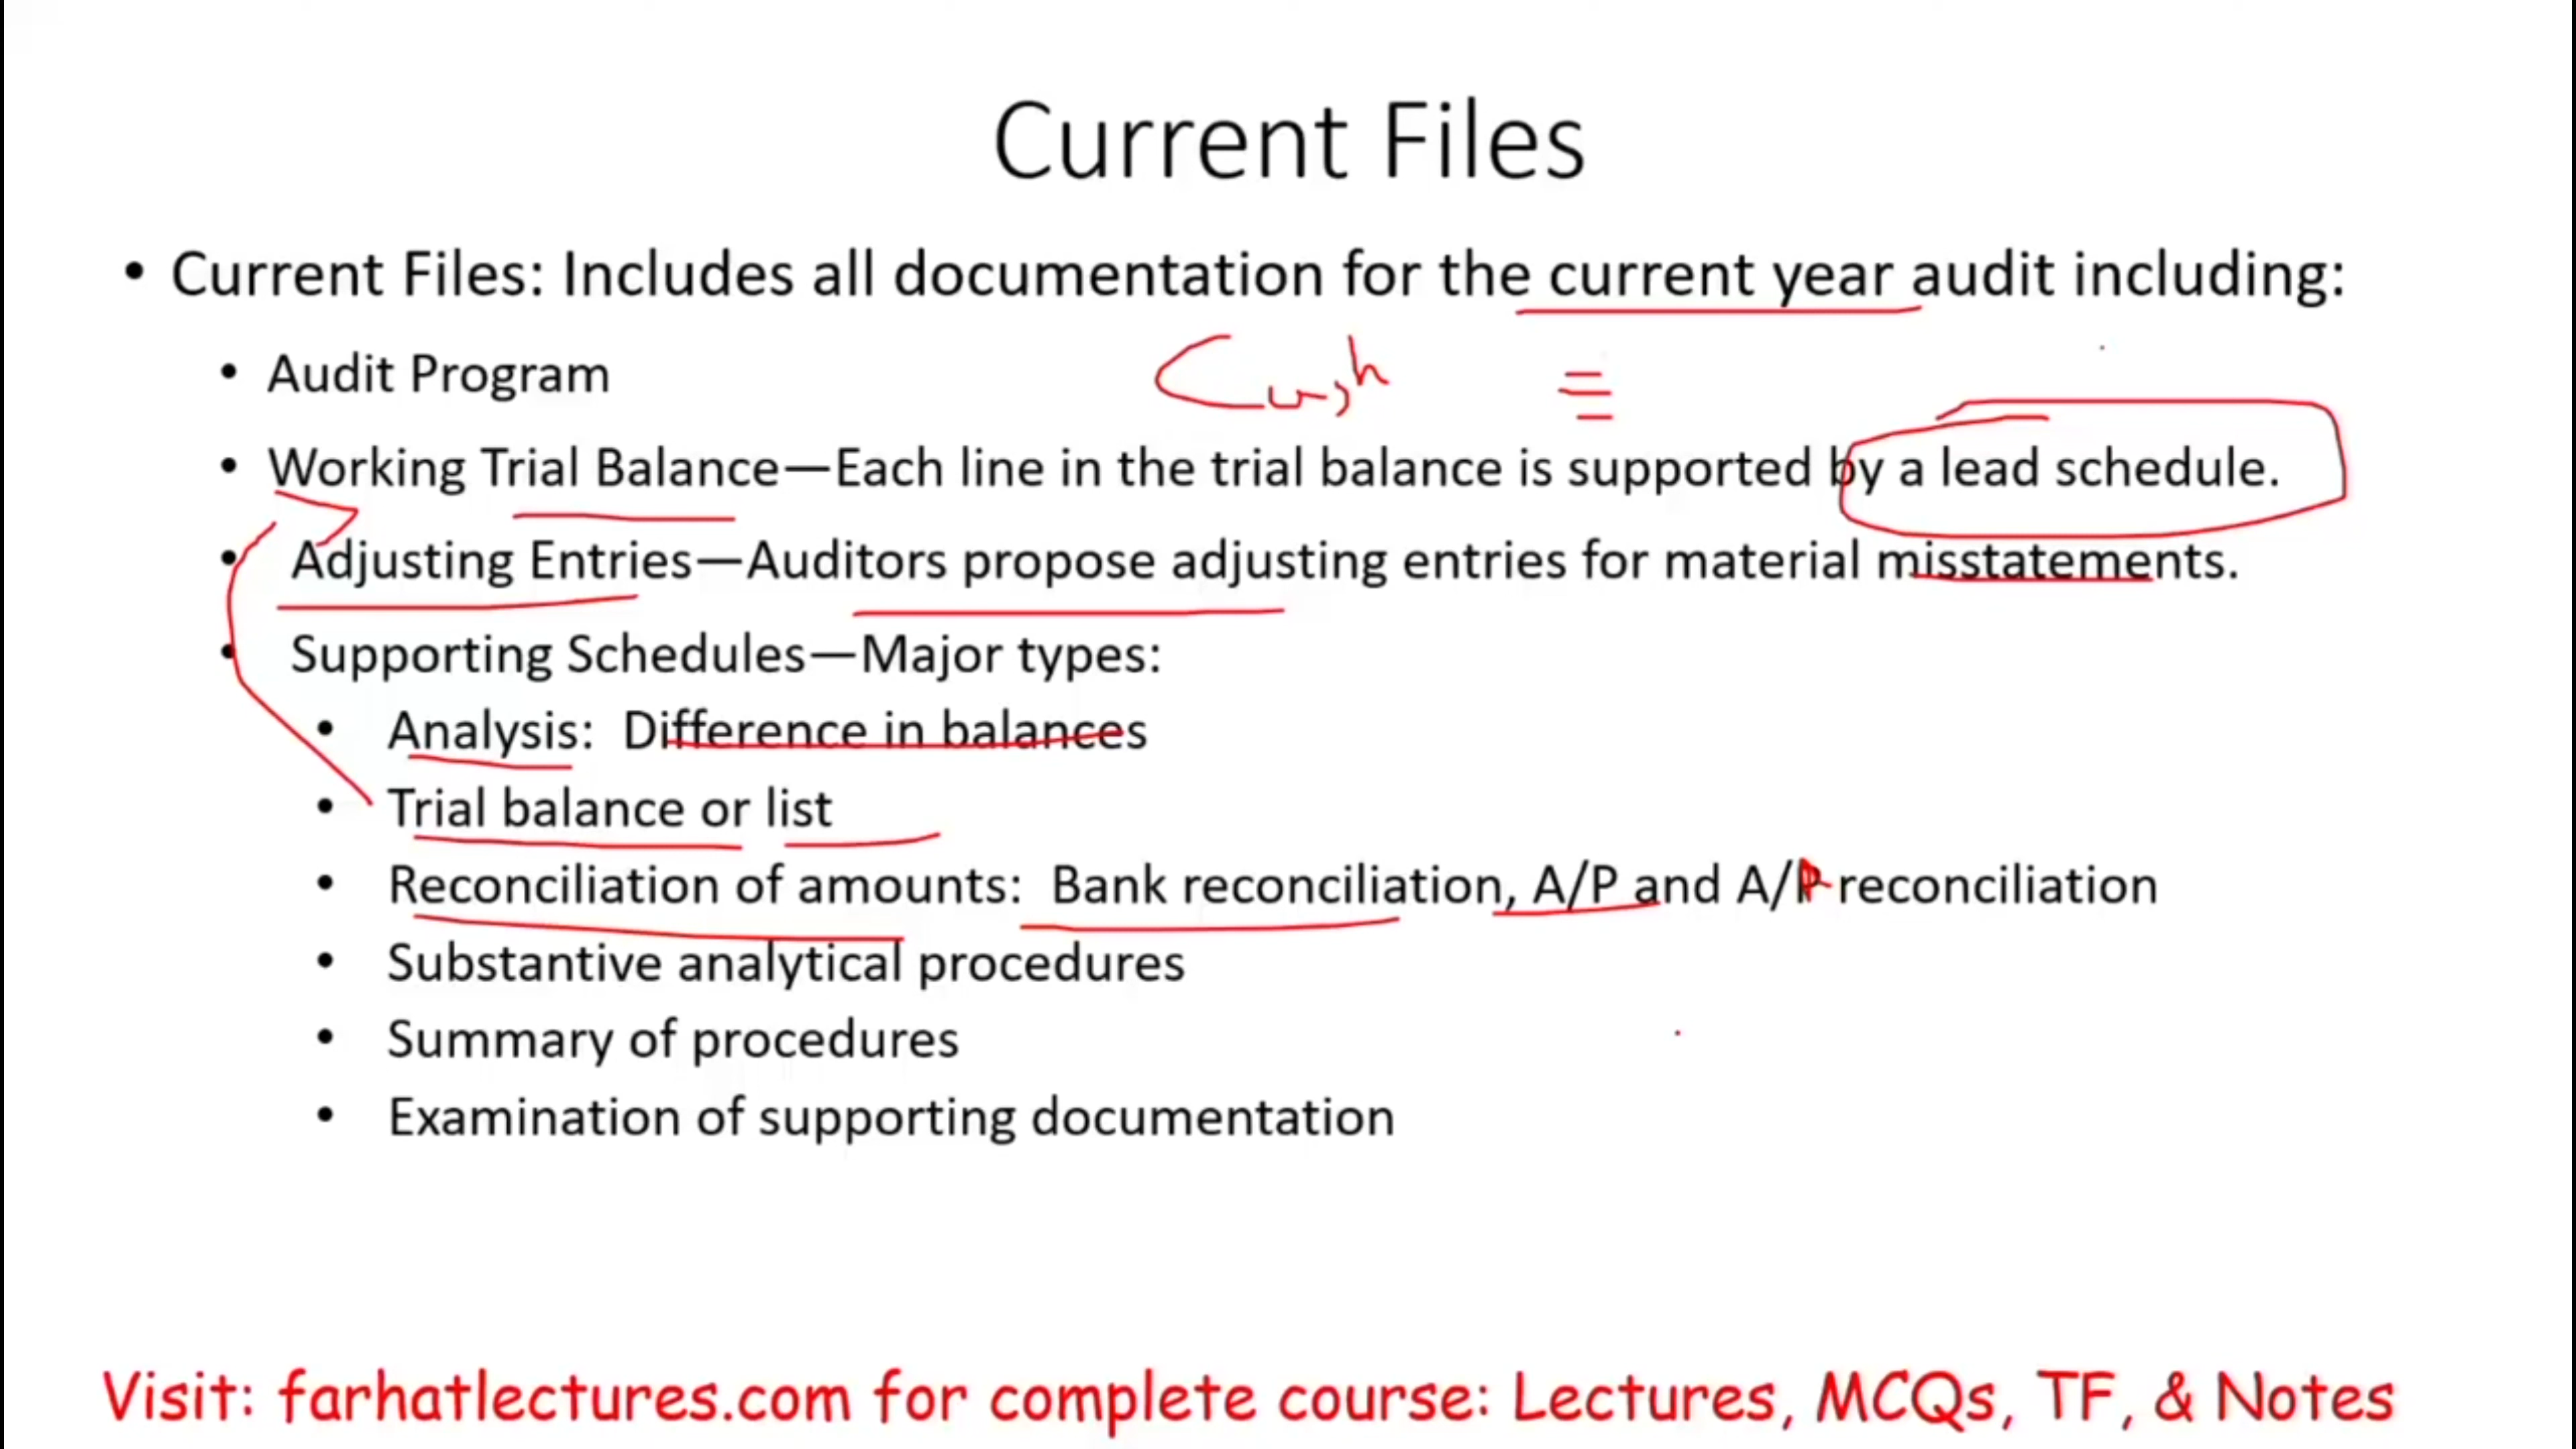 Current Files
• Current Files: Includes all documentation for the current year audit including:
• Audit Program
Cash
• Working Trial Balance—Each line in the trial balance is supported by a lead schedule.
• Adjusting Entries—Auditors propose adjusting entries for material misstatements.
• Supporting Schedules—Major types:
• Analysis: Difference in balances
• Trial balance or list
• Reconciliation of amounts: Bank reconciliation, A/P and A/R reconciliation
• Substantive analytical procedures
• Summary of procedures
• Examination of supporting documentation
Visit: farhatlectures.com for complete course: Lectures, MCQs, TF, & Notes